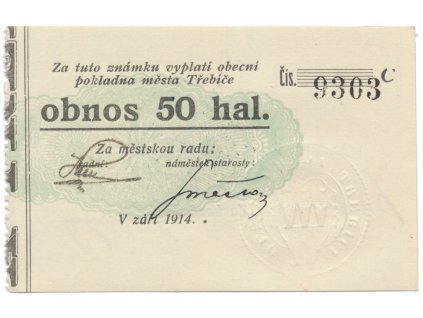 Za tuto známku vyplatí obecní
pokladna města Třebíče
Čís. 9303 c
obnos 50 hal.
Za městskou radu:
radní: náměstek starosty:
V září 1914.